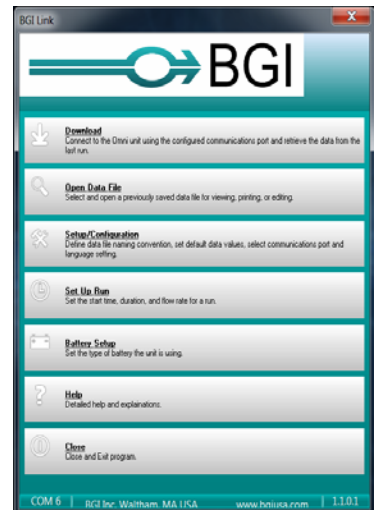 BGI Link
BGI
Download
Connect to the Omni unit using the configured communications port and retrieve the data from the
last run.
Open Data File
Select and open a previously saved data file for viewing, printing, or editing.
Setup/Configuration
Define data file naming convention, set default data values, select communications port and
language setting.
Set Up Run
Set the start time, duration, and flow rate for a run.
Battery Setup
Set the type of battery the unit is using.
Help
Detailed help and explainations.
Close
Close and Exit program.
COM 6 | BGI Inc. Waltham, MA USA www.bgiusa.com | 1.1.0.1